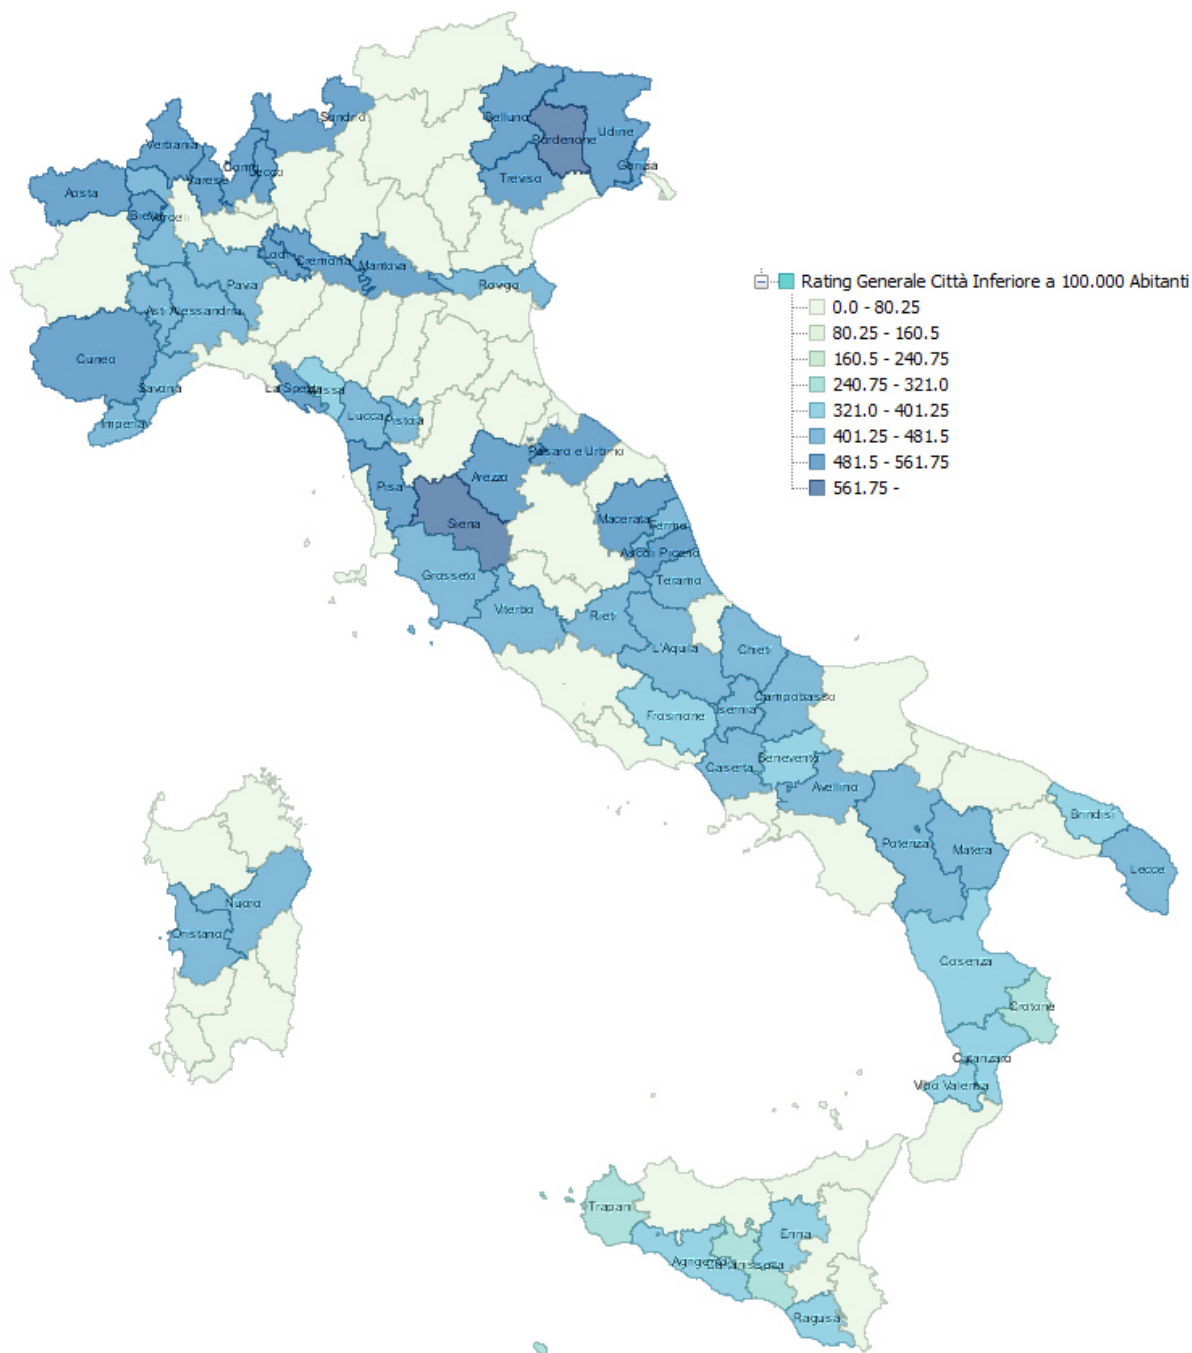 Sondrio
Belluno
Pordenone
Udine
Verbania
Como
Lecco
Gorizia
Aosta
Varese
Treviso
Biella
Vercelli
Lodi
Cremona
Mantova
Pavia
Rovigo
Rating Generale Città Inferiore a 100.000 Abitanti
0.0 - 80.25
80.25 - 160.5
160.5 - 240.75
240.75 - 321.0
321.0 - 401.25
401.25 - 481.5
481.5 - 561.75
561.75 -
Asti
Alessandria
Cuneo
Savona
La Spezia
Massa
Imperia
Lucca
Pistoia
Pesaro e Urbino
Arezzo
Pisa
Siena
Macerata
Fermo
Ascoli Piceno
Grosseto
Teramo
Viterbo
Rieti
L'Aquila
Chieti
Campobasso
Isernia
Frosinone
Benevento
Caserta
Avellino
Brindisi
Potenza
Matera
Lecce
Nuoro
Oristano
Cosenza
Crotone
Catanzaro
Vibo Valentia
Trapani
Enna
Agrigento
Caltanissetta
Ragusa